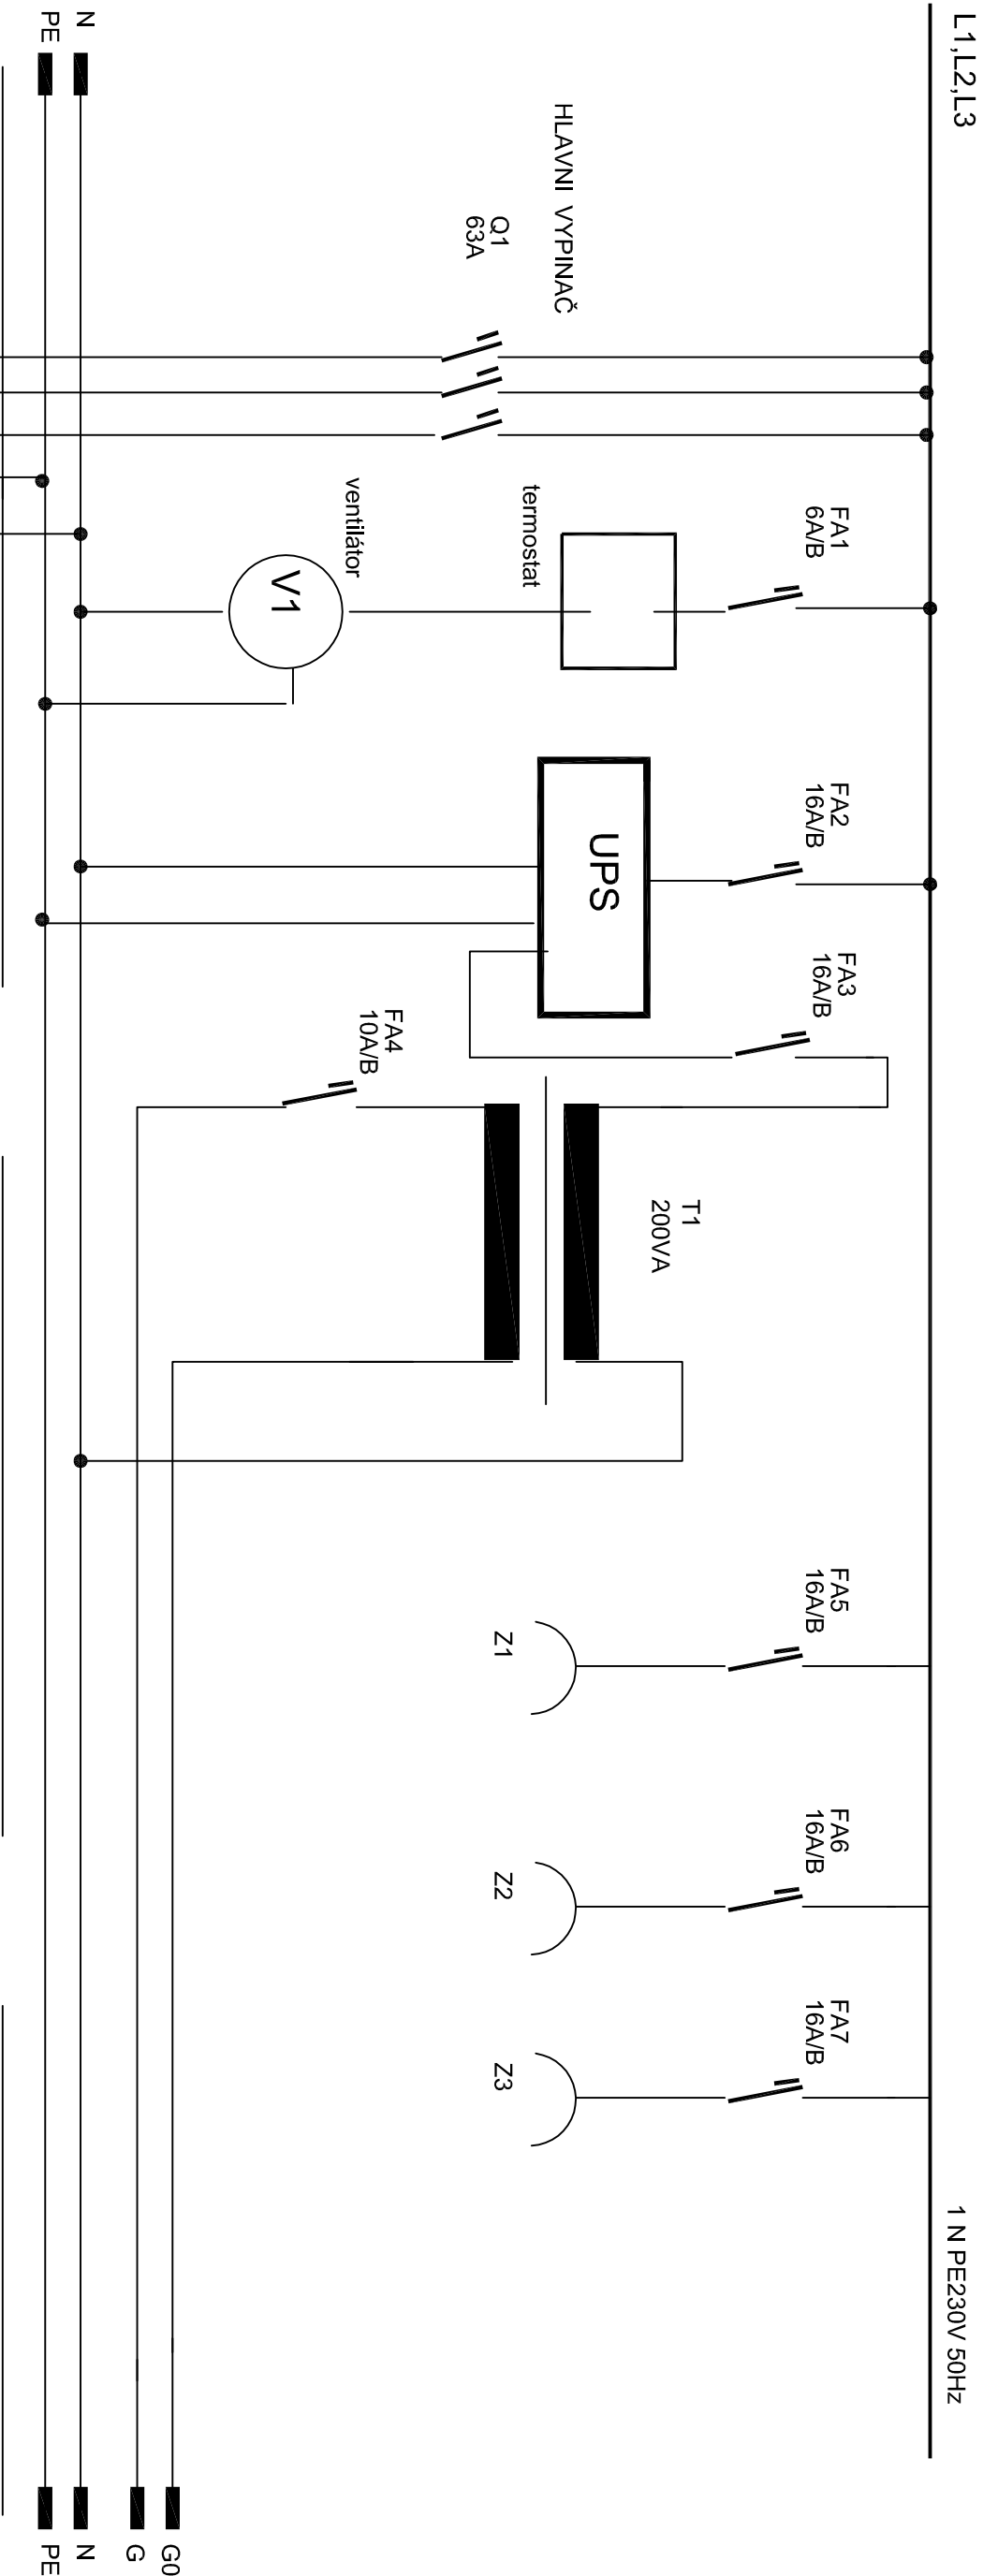 L1,L2,L3
1 N PE230V 50Hz
HLAVNI VYPINAČ
Q1
63A
FA1
6A/B
termostat
ventilátor
V1
FA2
16A/B
UPS
FA3
16A/B
FA4
10A/B
T1
200VA
FA5
16A/B
Z1
FA6
16A/B
Z2
FA7
16A/B
Z3
N
PE
G0
G
N
PE